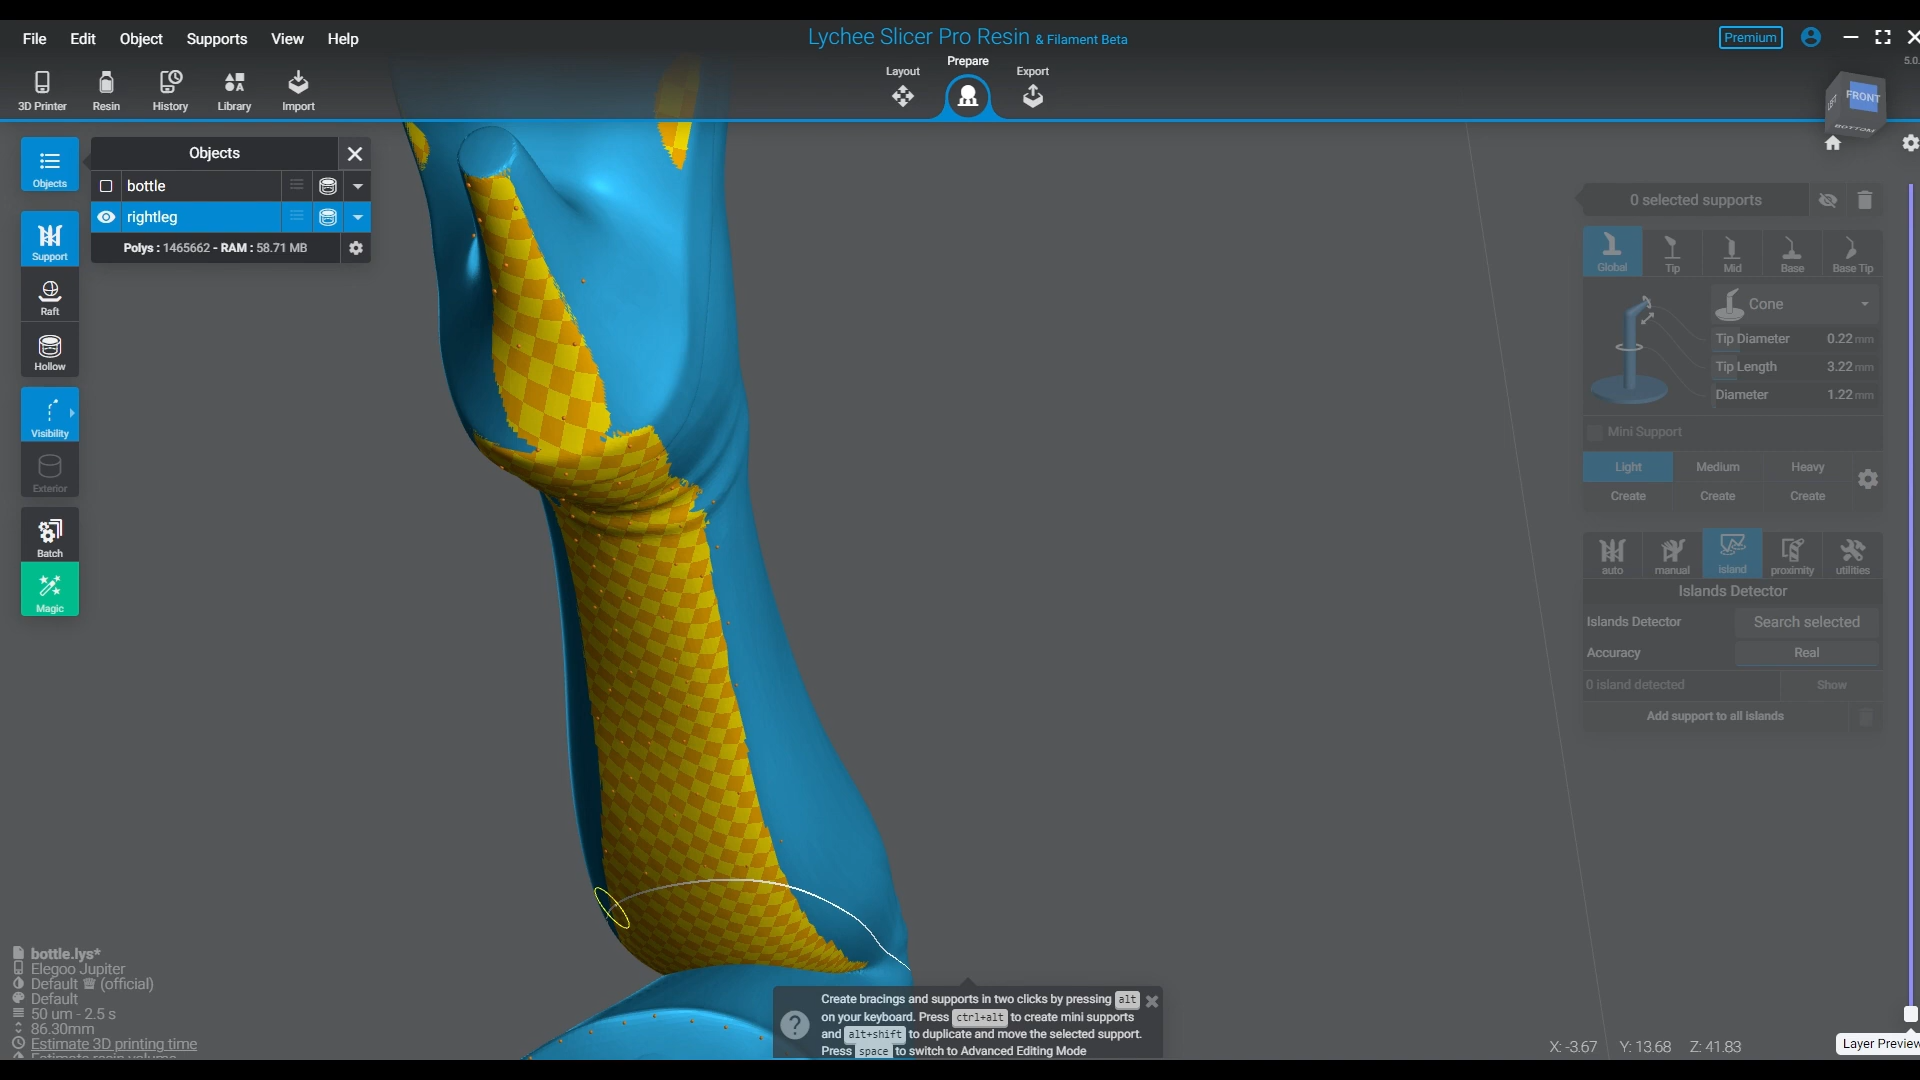 File Edit Object Supports View Help
Lychee Slicer Pro Resin & Filament Beta
Premium
5.0.
3D Printer Resin History Library Import
Layout Prepare Export
FRONT
LEFT
BOTTOM
Objects
Objects
bottle
rightleg
Polys : 1465662 - RAM : 58.71 MB
Support
Raft
Hollow
Visibility
Exterior
Batch
Magic
0 selected supports
Global Tip Mid Base Base Tip
Cone
Tip Diameter 0.22 mm
Tip Length 3.22 mm
Diameter 1.22 mm
Mini Support
Light Medium Heavy
Create Create Create
auto manual island proximity utilities
Islands Detector
Islands Detector Search selected
Accuracy Real
0 island detected Show
Add support to all islands
bottle.lys*
Elegoo Jupiter
Default (official)
Default
50 um - 2.5 s
86.30mm
Estimate 3D printing time
Estimate resin volume
Create bracings and supports in two clicks by pressing alt
on your keyboard. Press ctrl+alt to create mini supports
and alt+shift to duplicate and move the selected support.
Press space to switch to Advanced Editing Mode
X: -3.67 Y: 13.68 Z: 41.83
Layer Preview